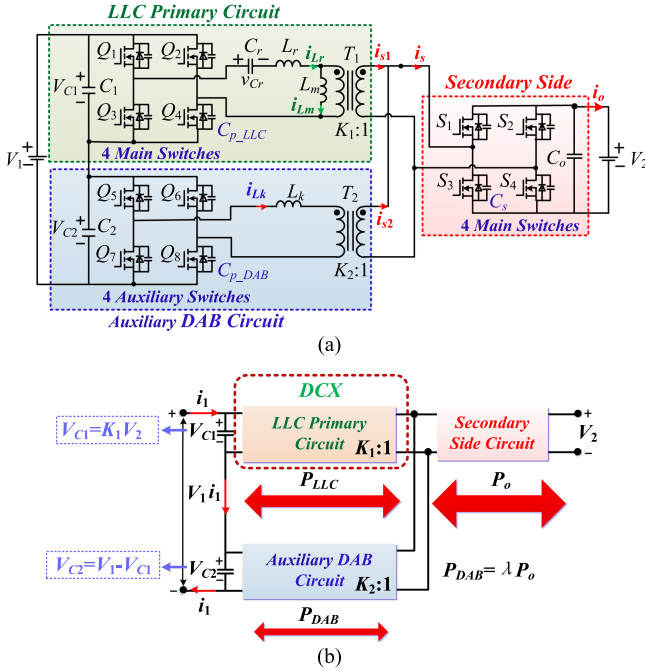 LLC Primary Circuit
Q1 Q2 Cr Lr iLr T1 is1 is
VC1 C1 vCr Lm
Q3 Q4 Cp_LLC iLm K1:1
4 Main Switches
V1
Q5 Q6 iLk Lk T2 is2
VC2 C2
Q7 Q8 Cp_DAB K2:1
4 Auxiliary Switches
Auxiliary DAB Circuit
Secondary Side
io
S1 S2
Co V2
S3 S4
Cs
4 Main Switches
(a)
DCX
+ i1
VC1=K1V2
VC1 + −
LLC Primary
Circuit K1:1
Secondary
Side Circuit
+
V2
−
PLLC
Po
V1 i1
VC2=V1-VC1
VC2 + −
Auxiliary DAB
Circuit
K2:1
PDAB= λ Po
− i1
PDAB
(b)